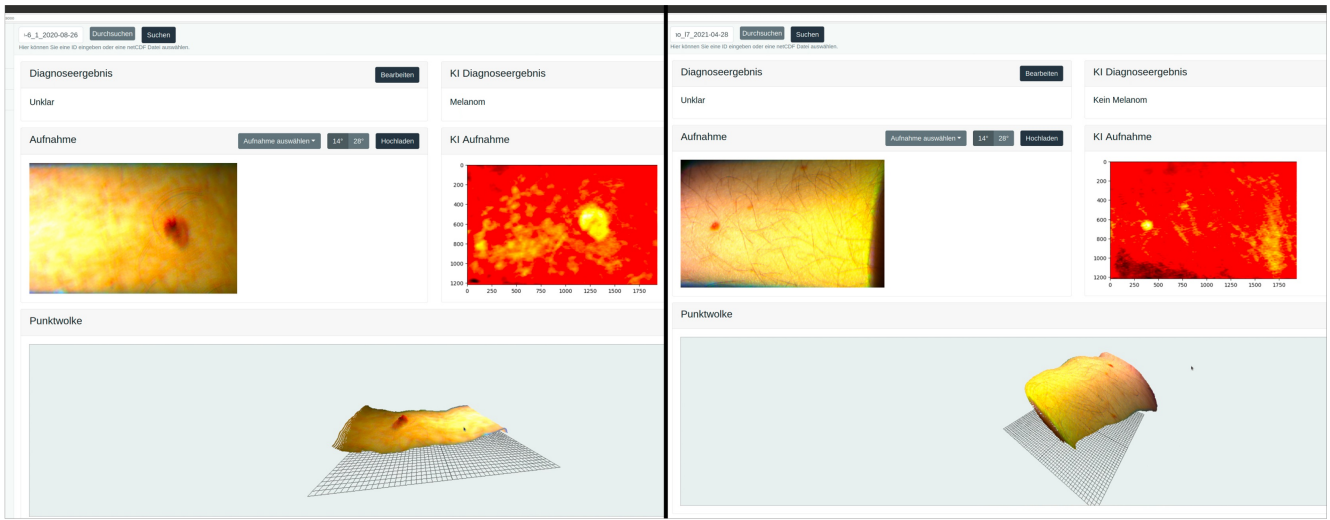 -6_1_2020-08-26 Durchsuchen Suchen
Hier können Sie eine ID eingeben oder eine netCDF Datei auswählen.
Diagnoseergebnis Bearbeiten
Unklar
KI Diagnoseergebnis
Melanom
Aufnahme Aufnahme auswählen 14° 28° Hochladen
KI Aufnahme
0
200
400
600
800
1000
1200
0 250 500 750 1000 1250 1500 1750
Punktwolke
no_l7_2021-04-28 Durchsuchen Suchen
Hier können Sie eine ID eingeben oder eine netCDF Datei auswählen.
Diagnoseergebnis Bearbeiten
Unklar
KI Diagnoseergebnis
Kein Melanom
Aufnahme Aufnahme auswählen 14° 28° Hochladen
KI Aufnahme
0
200
400
600
800
1000
1200
0 250 500 750 1000 1250 1500 1750
Punktwolke